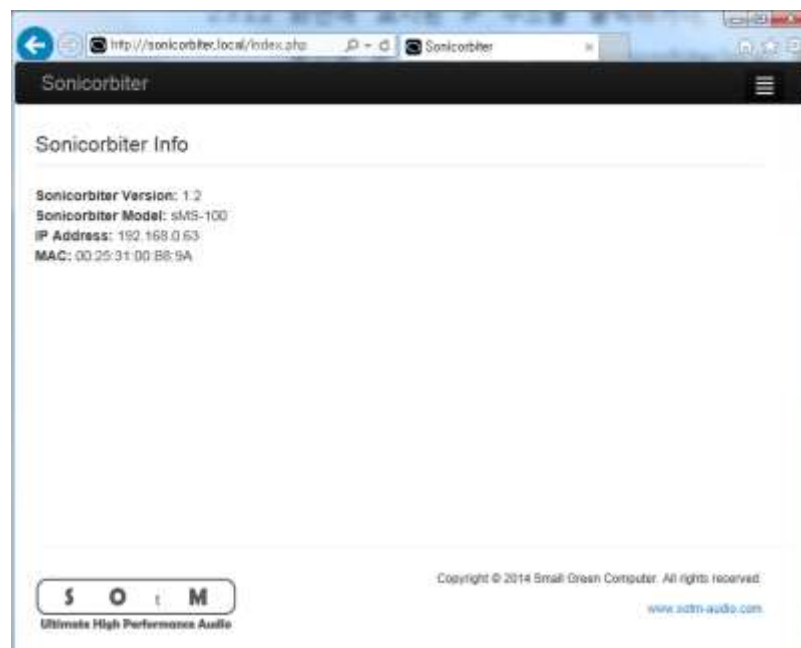 http://sonicorbiter.local/index.php
Sonicorbiter
Sonicorbiter
Sonicorbiter Info
Sonicorbiter Version: 1.2
Sonicorbiter Model: sMS-100
IP Address: 192.168.0.63
MAC: 00:25:31:00:B8:9A
Copyright © 2014 Small Green Computer. All rights reserved.
S O t M
www.sotm-audio.com
Ultimate High Performance Audio